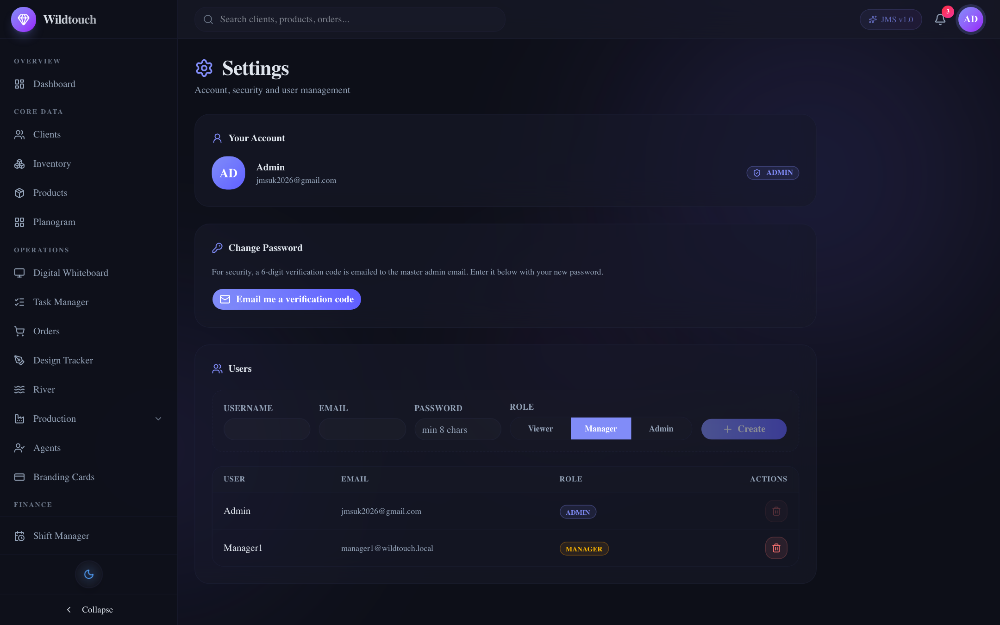 Wildtouch
Search clients, products, orders...
JMS v1.0
3
AD
OVERVIEW
Dashboard
CORE DATA
Clients
Inventory
Products
Planogram
OPERATIONS
Digital Whiteboard
Task Manager
Orders
Design Tracker
River
Production
Agents
Branding Cards
FINANCE
Shift Manager
Collapse
Settings
Account, security and user management
Your Account
AD
Admin
jmsuk2026@gmail.com
ADMIN
Change Password
For security, a 6-digit verification code is emailed to the master admin email. Enter it below with your new password.
Email me a verification code
Users
USERNAME EMAIL PASSWORD ROLE
min 8 chars Viewer Manager Admin Create
USER EMAIL ROLE ACTIONS
Admin jmsuk2026@gmail.com ADMIN
Manager1 manager1@wildtouch.local MANAGER